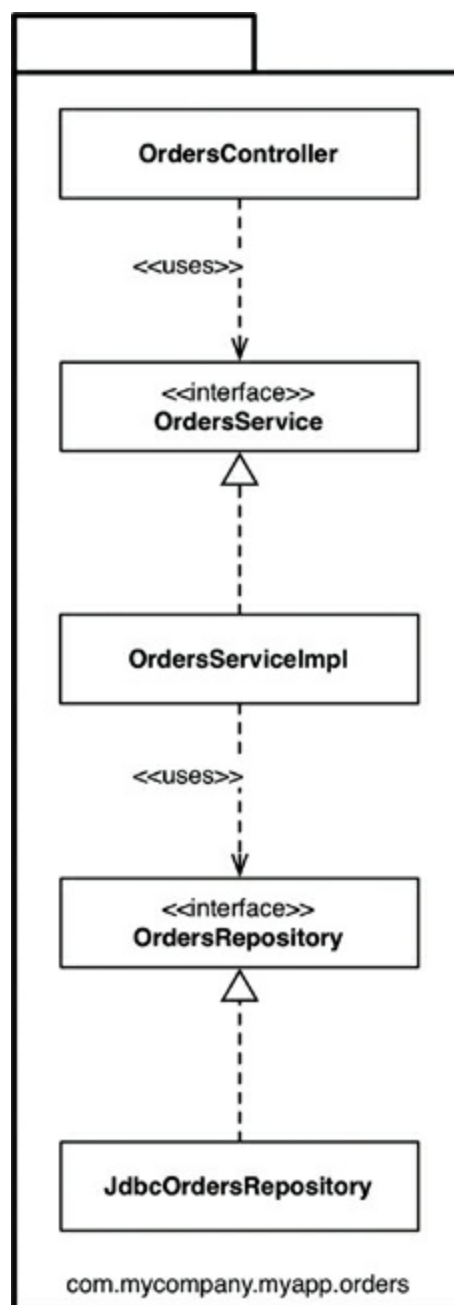 OrdersController
<<uses>>
<<interface>>
OrdersService
OrdersServiceImpl
<<uses>>
<<interface>>
OrdersRepository
JdbcOrdersRepository
com.mycompany.myapp.orders